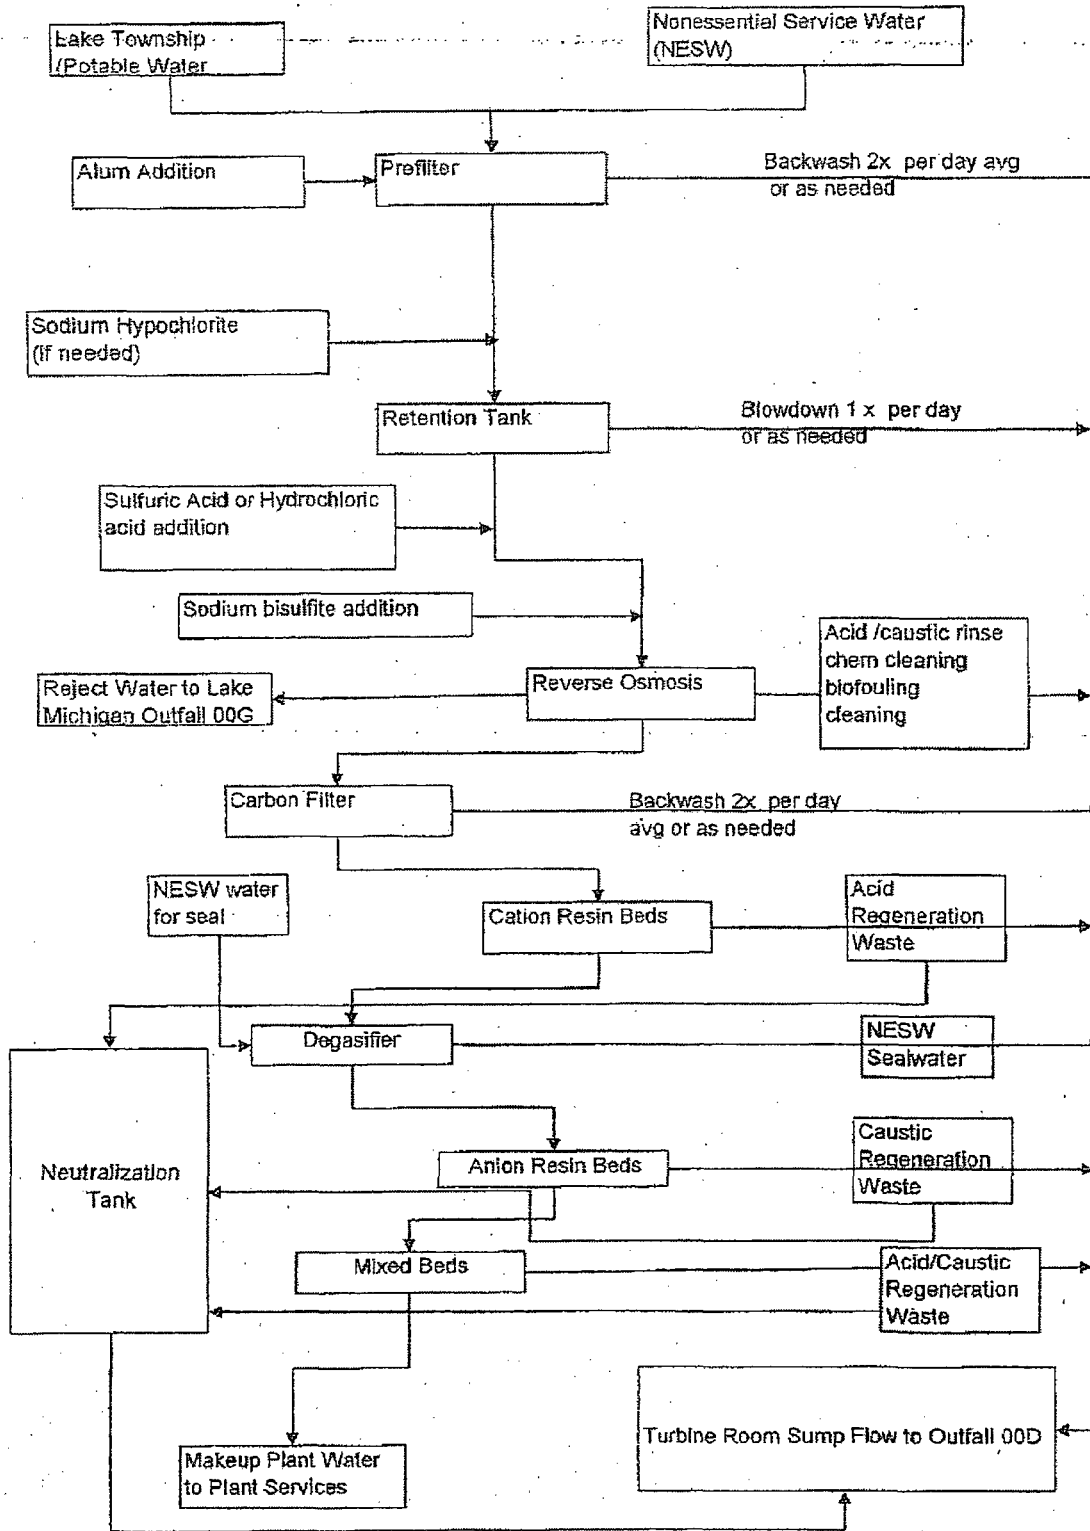 Lake Township
(Potable Water
Nonessential Service Water
(NESW)
Alum Addition
Prefilter
Backwash 2x per day avg
or as needed
Sodium Hypochlorite
(If needed)
Retention Tank
Blowdown 1 x per day
or as needed
Sulfuric Acid or Hydrochloric
acid addition
Sodium bisulfite addition
Reject Water to Lake
Michigan Outfall 00G
Reverse Osmosis
Acid /caustic rinse
chem cleaning
biofouling
cleaning
Carbon Filter
Backwash 2x per day
avg or as needed
NESW water
for seal
Cation Resin Beds
Acid
Regeneration
Waste
Degasifier
NESW
Sealwater
Neutralization
Tank
Anion Resin Beds
Caustic
Regeneration
Waste
Mixed Beds
Acid/Caustic
Regeneration
Waste
Turbine Room Sump Flow to Outfall 00D
Makeup Plant Water
to Plant Services